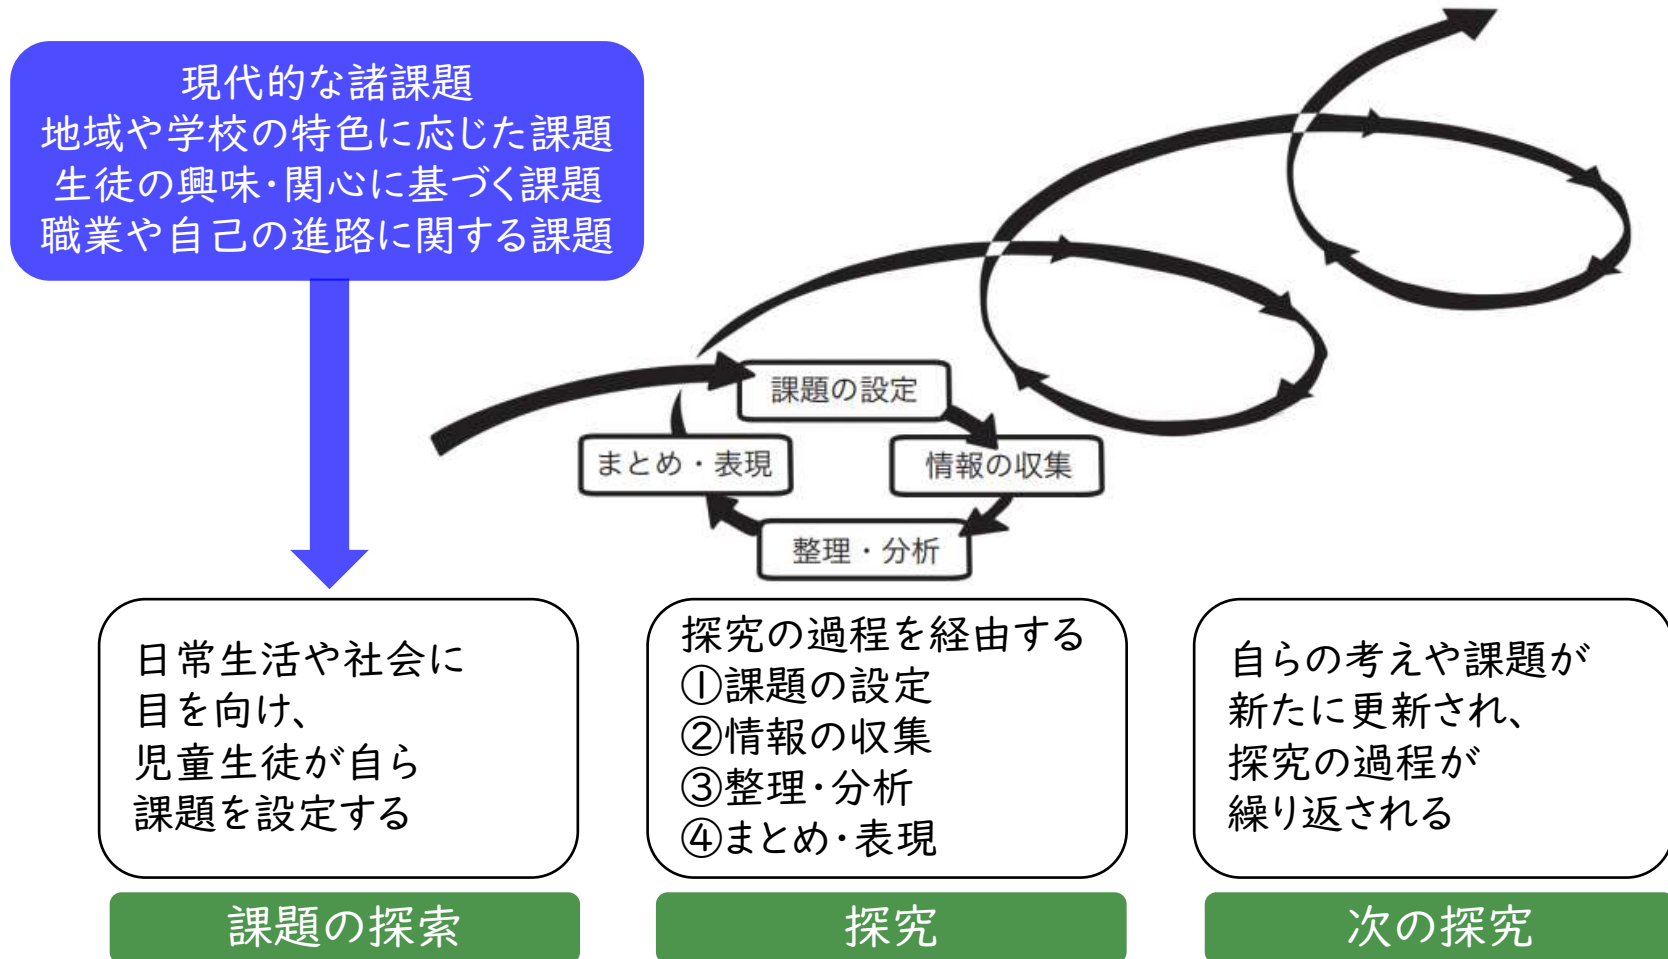 現代的な諸課題
地域や学校の特色に応じた課題
生徒の興味・関心に基づく課題
職業や自己の進路に関する課題
課題の設定
まとめ・表現
情報の収集
整理・分析
日常生活や社会に
目を向け、
児童生徒が自ら
課題を設定する
探究の過程を経由する
①課題の設定
②情報の収集
③整理・分析
④まとめ・表現
自らの考えや課題が
新たに更新され、
探究の過程が
繰り返される
課題の探索
探究
次の探究